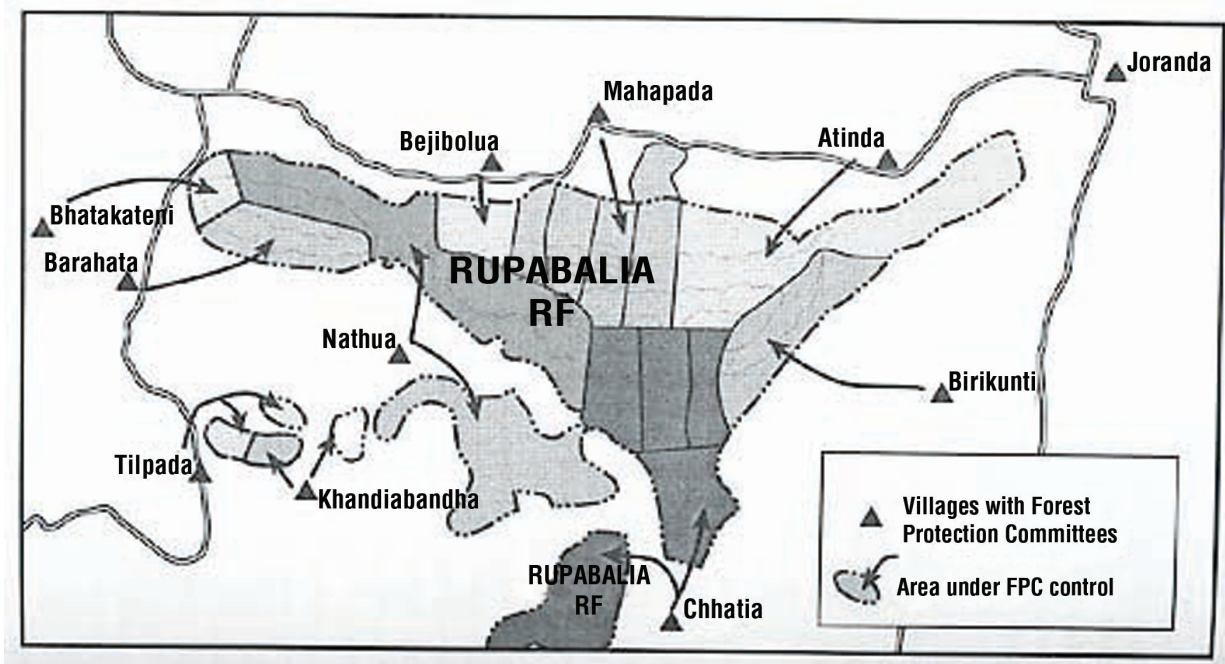 Joranda
Mahapada
Bejibolua
Atinda
Bhatakateni
Barahata
RUPABALIA
RF
Nathua
Birikunti
Tilpada
Khandiabandha
Villages with Forest
Protection Committees
RUPABALIA
RF
Area under FPC control
Chhatia